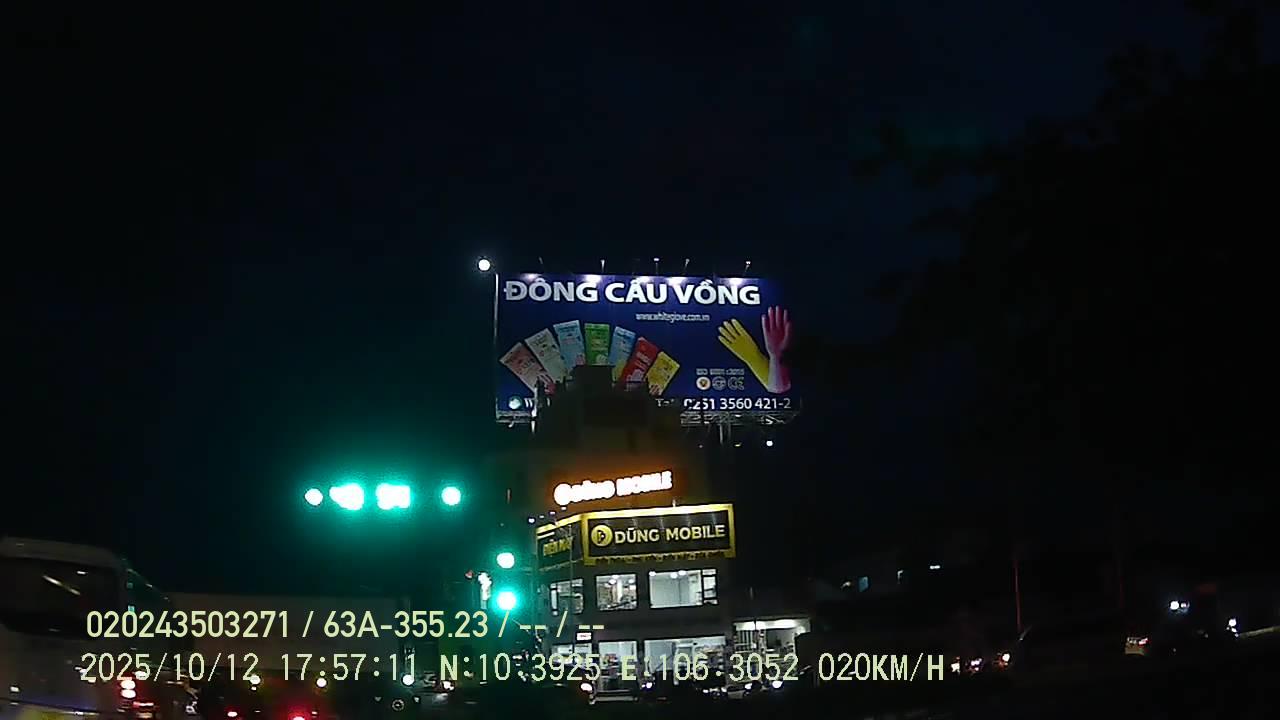 ĐÔNG CẦU VỒNG
www.whiteglove.com.vn
0251 3560 421-2
DŨNG MOBILE
DŨNG MOBILE
020243503271 / 63A-355.23 / -- / --
2025/10/12 17:57:11 N:10.3925 E:106.3052 020KM/H